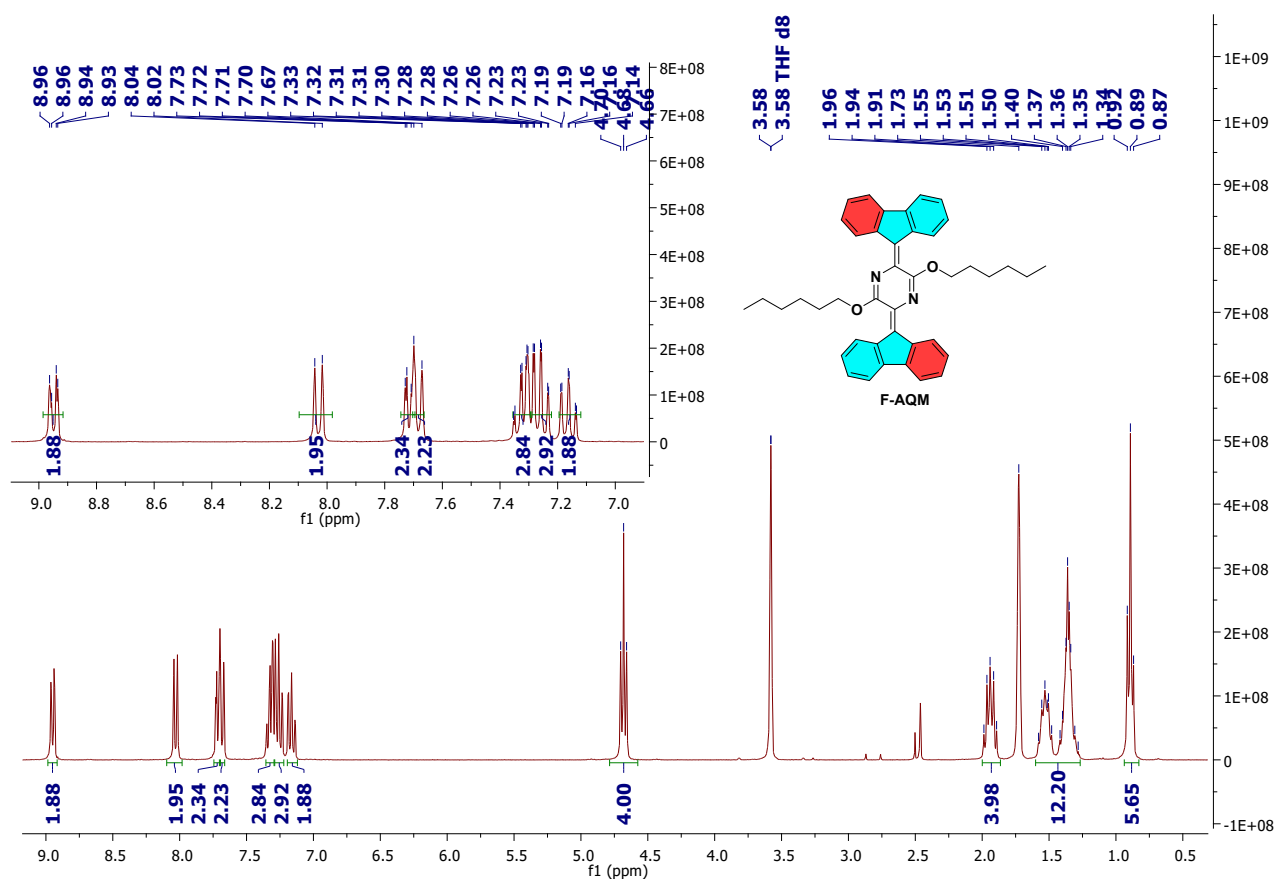 8.96 8.96 8.94 8.93 8.04 8.02 7.73 7.72 7.71 7.70 7.67 7.33 7.32 7.31 7.31 7.30 7.28 7.28 7.26 7.26 7.23 7.23 7.19 7.19 7.16 7.16 7.14 4.70 4.68 4.66
3.58 3.58 THF d8 1.96 1.94 1.91 1.73 1.55 1.53 1.51 1.50 1.40 1.37 1.36 1.35 1.34 0.92 0.89 0.87
8E+08
7E+08
6E+08
5E+08
4E+08
3E+08
2E+08
1E+08
0
1.88 1.95 2.34 2.23 2.84 2.92 1.88
9.0 8.8 8.6 8.4 8.2 8.0 7.8 7.6 7.4 7.2 7.0
f1 (ppm)
O
N
N
O
F-AQM
1E+09
1E+09
9E+08
8E+08
7E+08
6E+08
5E+08
4E+08
3E+08
2E+08
1E+08
0
-1E+08
1.88 1.95 2.34 2.23 2.84 2.92 1.88 4.00 3.98 12.20 5.65
9.0 8.5 8.0 7.5 7.0 6.5 6.0 5.5 5.0 4.5 4.0 3.5 3.0 2.5 2.0 1.5 1.0 0.5
f1 (ppm)